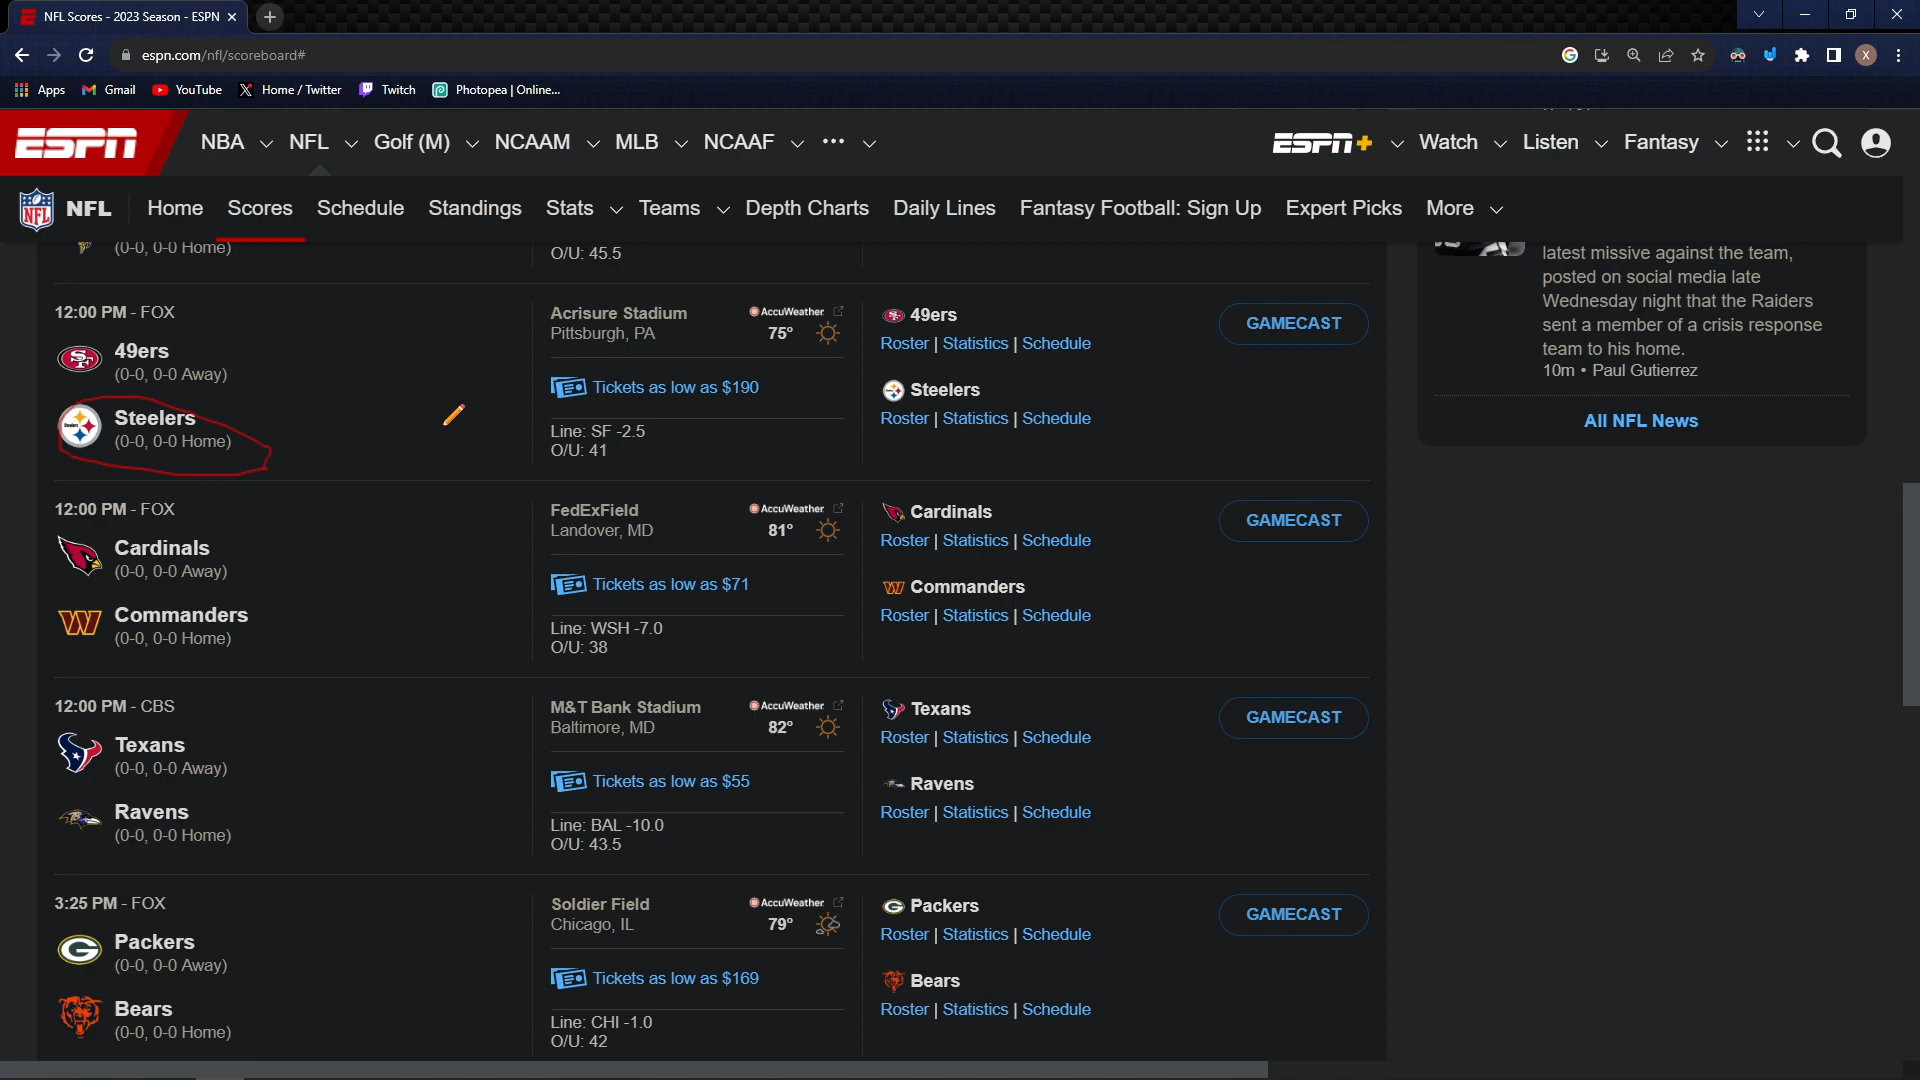 NFL Scores - 2023 Season - ESPN
espn.com/nfl/scoreboard#
X
Apps
Gmail
YouTube
Home / Twitter
Twitch
Photopea | Online...
ESPN
NBA
NFL
Golf (M)
NCAAM
MLB
NCAAF
ESPN+
Watch
Listen
Fantasy
NFL
Home
Scores
Schedule
Standings
Stats
Teams
Depth Charts
Daily Lines
Fantasy Football: Sign Up
Expert Picks
More
(0-0, 0-0 Home)
O/U: 45.5
12:00 PM - FOX
49ers
(0-0, 0-0 Away)
Steelers
(0-0, 0-0 Home)
Acrisure Stadium
Pittsburgh, PA
AccuWeather
75°
Tickets as low as $190
Line: SF -2.5
O/U: 41
49ers
Roster | Statistics | Schedule
Steelers
Roster | Statistics | Schedule
GAMECAST
12:00 PM - FOX
Cardinals
(0-0, 0-0 Away)
Commanders
(0-0, 0-0 Home)
FedExField
Landover, MD
AccuWeather
81°
Tickets as low as $71
Line: WSH -7.0
O/U: 38
Cardinals
Roster | Statistics | Schedule
Commanders
Roster | Statistics | Schedule
GAMECAST
12:00 PM - CBS
Texans
(0-0, 0-0 Away)
Ravens
(0-0, 0-0 Home)
M&T Bank Stadium
Baltimore, MD
AccuWeather
82°
Tickets as low as $55
Line: BAL -10.0
O/U: 43.5
Texans
Roster | Statistics | Schedule
Ravens
Roster | Statistics | Schedule
GAMECAST
3:25 PM - FOX
Packers
(0-0, 0-0 Away)
Bears
(0-0, 0-0 Home)
Soldier Field
Chicago, IL
AccuWeather
79°
Tickets as low as $169
Line: CHI -1.0
O/U: 42
Packers
Roster | Statistics | Schedule
Bears
Roster | Statistics | Schedule
GAMECAST
latest missive against the team,
posted on social media late
Wednesday night that the Raiders
sent a member of a crisis response
team to his home.
10m • Paul Gutierrez
All NFL News